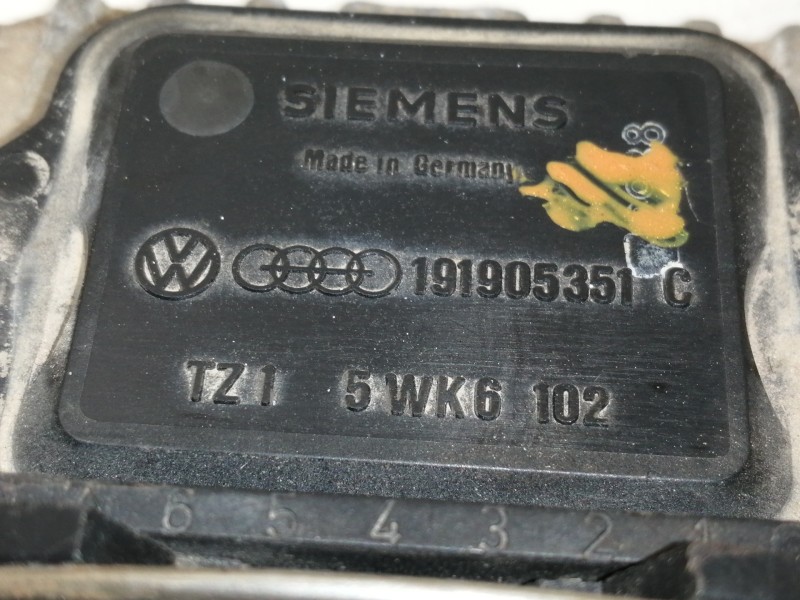 SIEMENS
Made in Germany
191905351 C
TZ1 5WK6 102
6 5 4 3 2 1